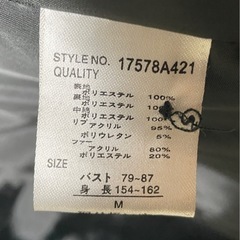 STYLE NO. 17578A421
QUALITY
表地
ポリエステル 100%
裏地
ポリエステル 100%
中綿
ポリエステル 100%
リブ アクリル 95%
ポリウレタン 5%
ファー
アクリル 80%
ポリエステル 20%
SIZE
バスト 79~87
身長 154~162
M